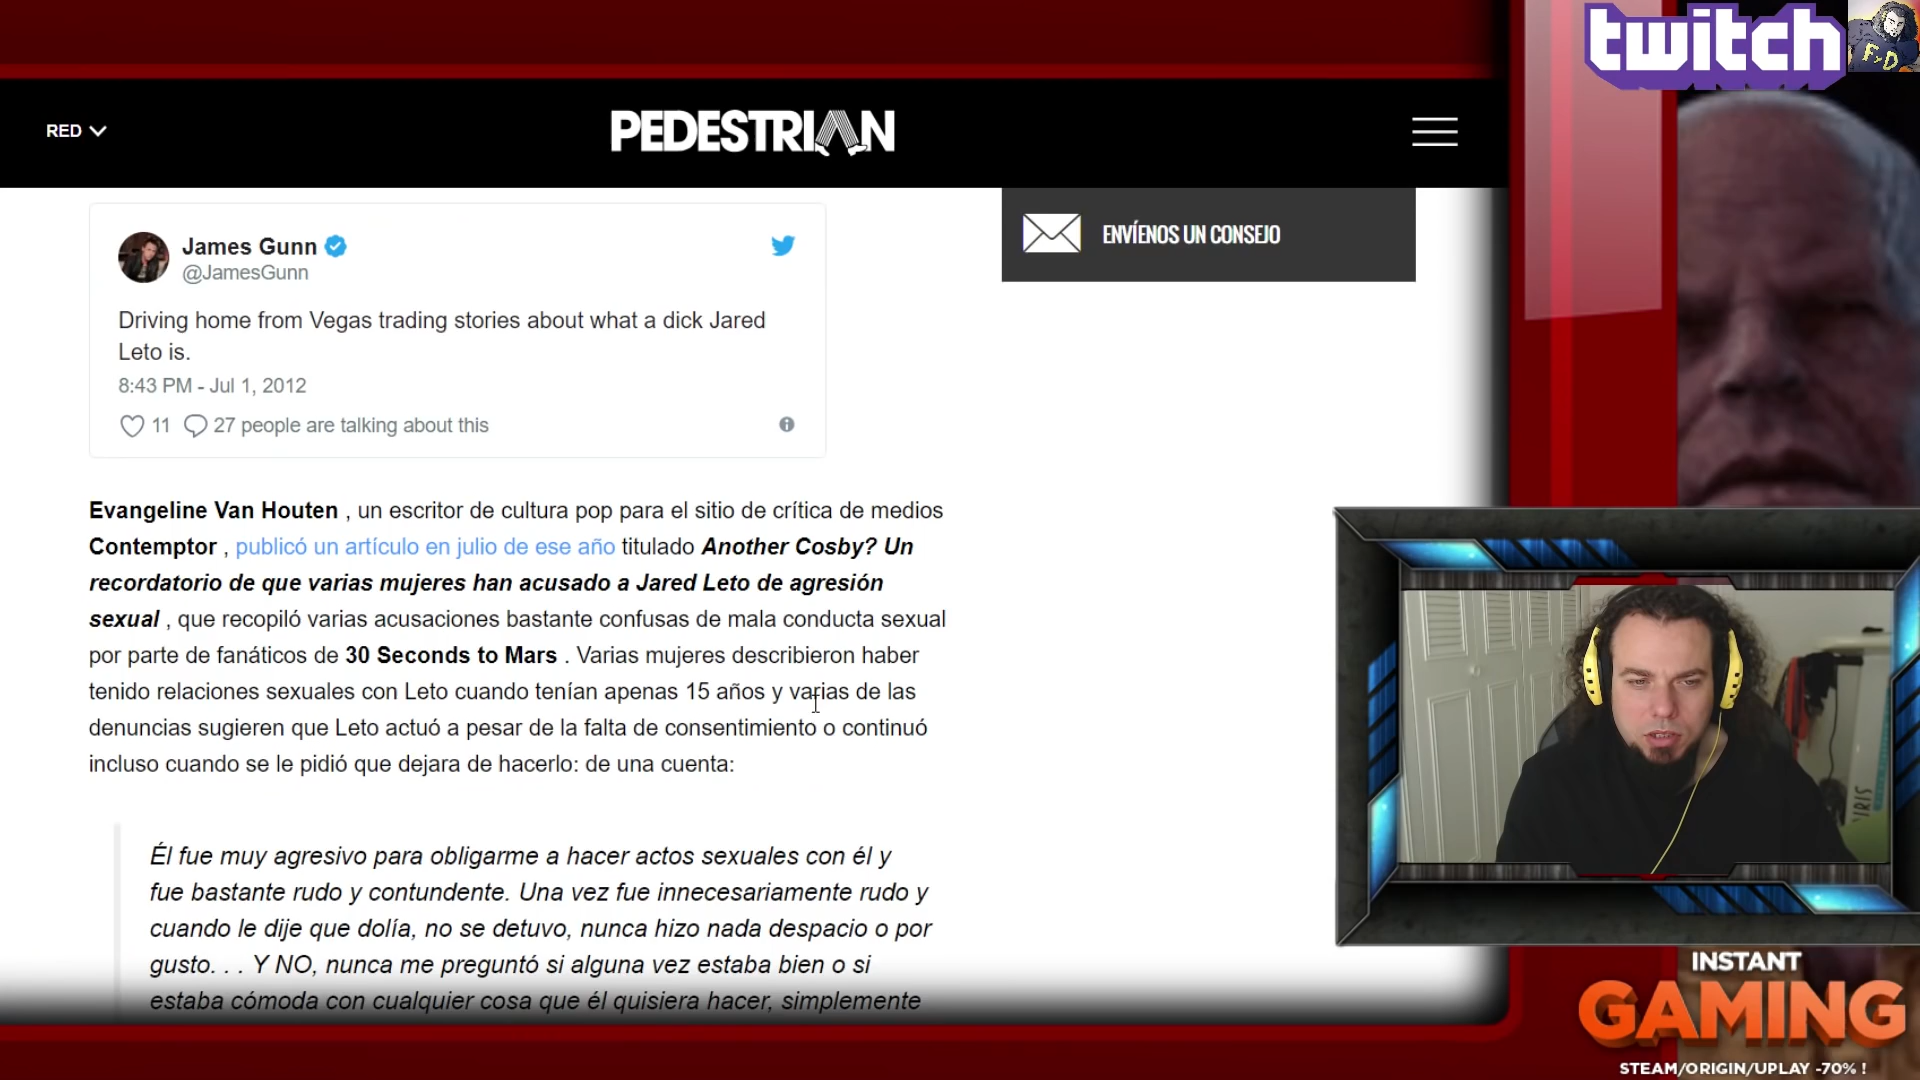 twitch
FyD
RED
PEDESTRIAN
James Gunn
@JamesGunn
Driving home from Vegas trading stories about what a dick Jared
Leto is.
8:43 PM - Jul 1, 2012
11 27 people are talking about this
ENVÍENOS UN CONSEJO
Evangeline Van Houten , un escritor de cultura pop para el sitio de crítica de medios
Contemptor , publicó un artículo en julio de ese año titulado Another Cosby? Un
recordatorio de que varias mujeres han acusado a Jared Leto de agresión
sexual , que recopiló varias acusaciones bastante confusas de mala conducta sexual
por parte de fanáticos de 30 Seconds to Mars . Varias mujeres describieron haber
tenido relaciones sexuales con Leto cuando tenían apenas 15 años y varias de las
denuncias sugieren que Leto actuó a pesar de la falta de consentimiento o continuó
incluso cuando se le pidió que dejara de hacerlo: de una cuenta:
Él fue muy agresivo para obligarme a hacer actos sexuales con él y
fue bastante rudo y contundente. Una vez fue innecesariamente rudo y
cuando le dije que dolía, no se detuvo, nunca hizo nada despacio o por
gusto. . . Y NO, nunca me preguntó si alguna vez estaba bien o si
estaba cómoda con cualquier cosa que él quisiera hacer, simplemente
INSTANT
GAMING
STEAM/ORIGIN/UPLAY -70% !